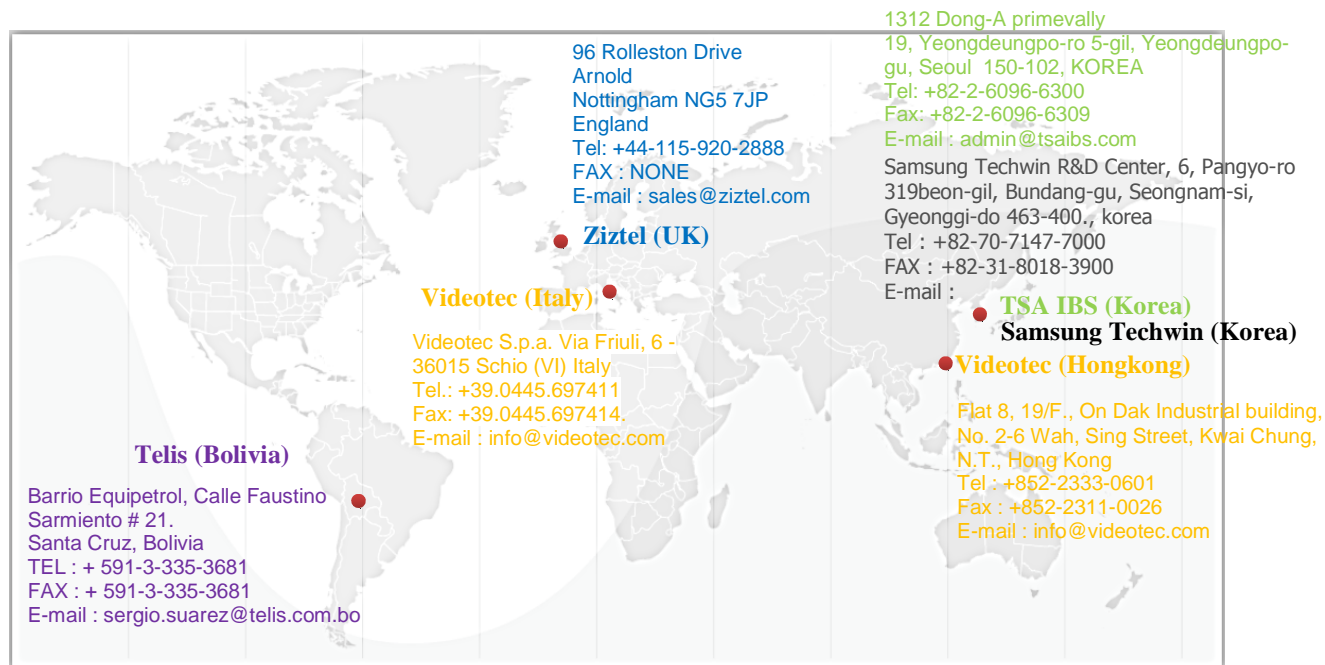 1312 Dong-A primevally
19, Yeongdeungpo-ro 5-gil, Yeongdeungpo-
gu, Seoul 150-102, KOREA
Tel: +82-2-6096-6300
Fax: +82-2-6096-6309
E-mail : admin@tsaibs.com
Samsung Techwin R&D Center, 6, Pangyo-ro
319beon-gil, Bundang-gu, Seongnam-si,
Gyeonggi-do 463-400., korea
Tel : +82-70-7147-7000
FAX : +82-31-8018-3900
E-mail :
TSA IBS (Korea)
Samsung Techwin (Korea)
96 Rolleston Drive
Arnold
Nottingham NG5 7JP
England
Tel: +44-115-920-2888
FAX : NONE
E-mail : sales@ziztel.com
Ziztel (UK)
Videotec (Italy)
Videotec S.p.a. Via Friuli, 6 -
36015 Schio (VI) Italy
Tel.: +39.0445.697411
Fax: +39.0445.697414.
E-mail : info@videotec.com
Videotec (Hongkong)
Flat 8, 19/F., On Dak Industrial building,
No. 2-6 Wah, Sing Street, Kwai Chung,
N.T., Hong Kong
Tel : +852-2333-0601
Fax : +852-2311-0026
E-mail : info@videotec.com
Telis (Bolivia)
Barrio Equipetrol, Calle Faustino
Sarmiento # 21.
Santa Cruz, Bolivia
TEL : + 591-3-335-3681
FAX : + 591-3-335-3681
E-mail : sergio.suarez@telis.com.bo